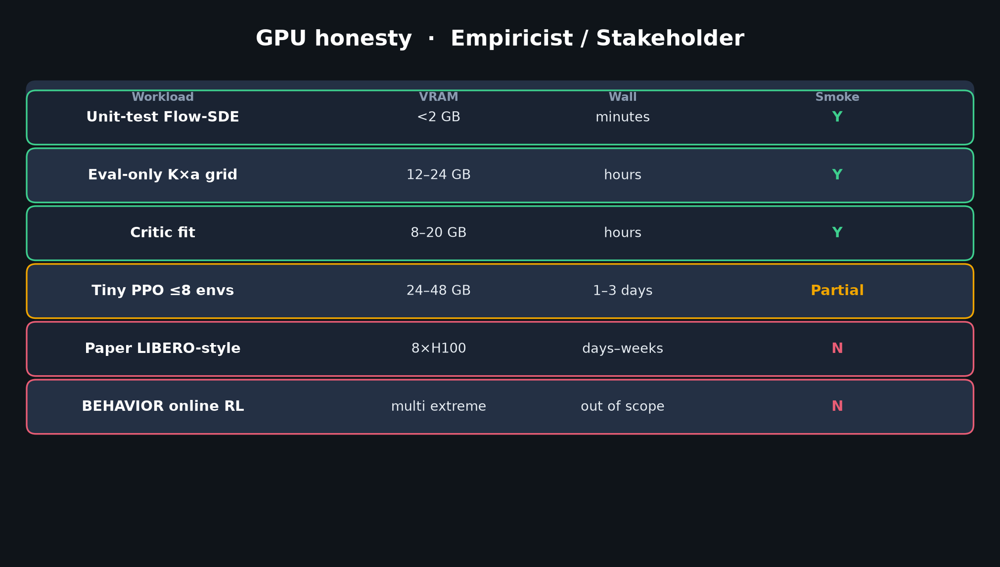 GPU honesty · Empiricist / Stakeholder
Workload VRAM Wall Smoke
Unit-test Flow-SDE <2 GB minutes Y
Eval-only K×a grid 12–24 GB hours Y
Critic fit 8–20 GB hours Y
Tiny PPO ≤8 envs 24–48 GB 1–3 days Partial
Paper LIBERO-style 8×H100 days–weeks N
BEHAVIOR online RL multi extreme out of scope N